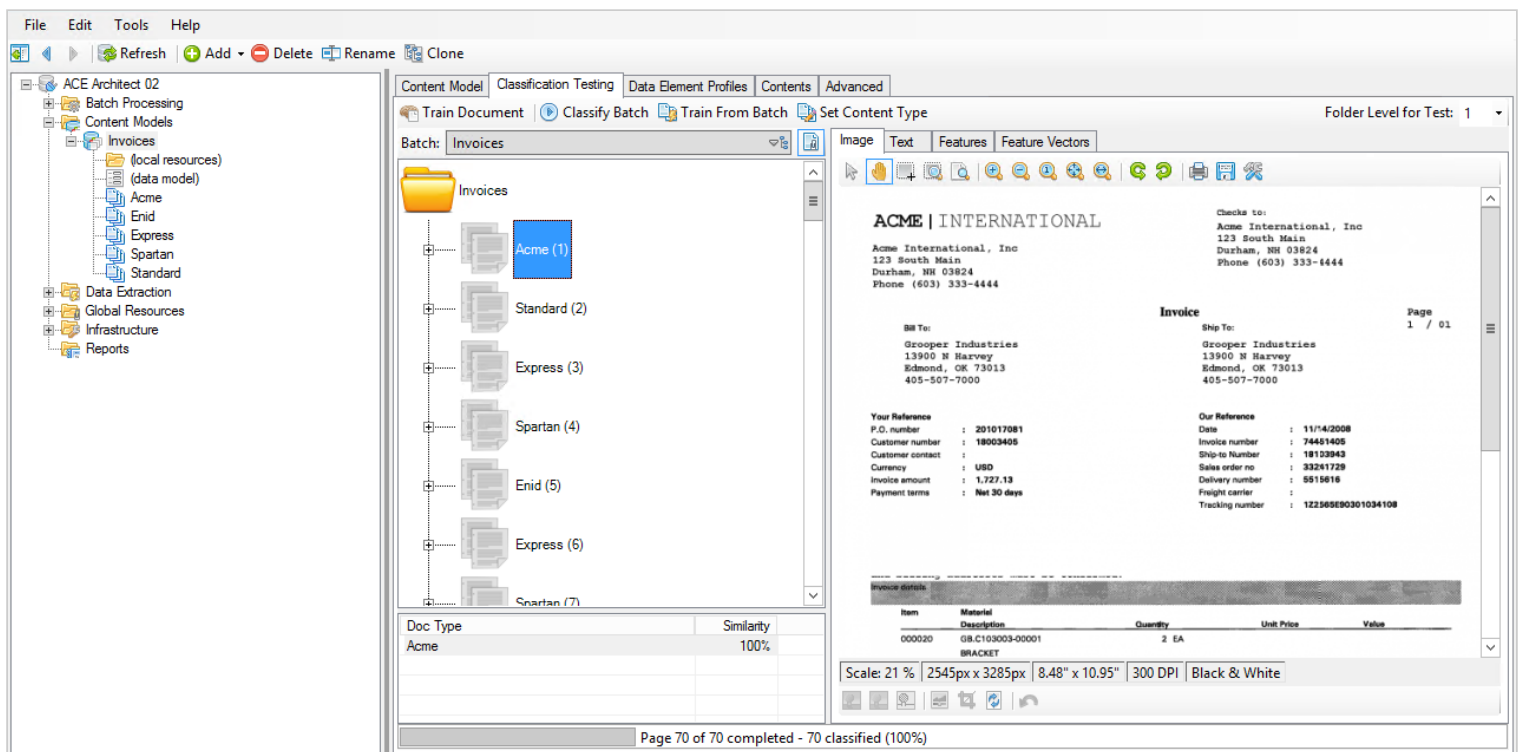 File Edit Tools Help
Refresh Add Delete Rename Clone
ACE Architect 02
Batch Processing
Content Models
Invoices
(local resources)
(data model)
Acme
Enid
Express
Spartan
Standard
Data Extraction
Global Resources
Infrastructure
Reports
Content Model Classification Testing Data Element Profiles Contents Advanced
Train Document Classify Batch Train From Batch Set Content Type Folder Level for Test: 1
Batch: Invoices
Invoices
Acme (1)
Standard (2)
Express (3)
Spartan (4)
Enid (5)
Express (6)
Spartan (7)
Doc Type Similarity
Acme 100%
Image Text Features Feature Vectors
ACME | INTERNATIONAL
Acme International, Inc
123 South Main
Durham, NH 03824
Phone (603) 333-4444
Checks to:
Acme International, Inc
123 South Main
Durham, NH 03824
Phone (603) 333-4444
Invoice
Page
1 / 01
Bill To:
Grooper Industries
13900 N Harvey
Edmond, OK 73013
405-507-7000
Ship To:
Grooper Industries
13900 N Harvey
Edmond, OK 73013
405-507-7000
Your Reference
P.O. number : 201017081
Customer number : 18003405
Customer contact :
Currency : USD
Invoice amount : 1,727.13
Payment terms : Net 30 days
Our Reference
Date : 11/14/2008
Invoice number : 74451405
Ship-to Number : 18103943
Sales order no : 33241729
Delivery number : 5515616
Freight carrier :
Tracking number : 1Z2565E90301034108
Invoice details
Item Materiel
Description Quantity Unit Price Value
000020 GB.C103003-00001 2 EA
BRACKET
Scale: 21 % 2545px x 3285px 8.48" x 10.95" 300 DPI Black & White
Page 70 of 70 completed - 70 classified (100%)